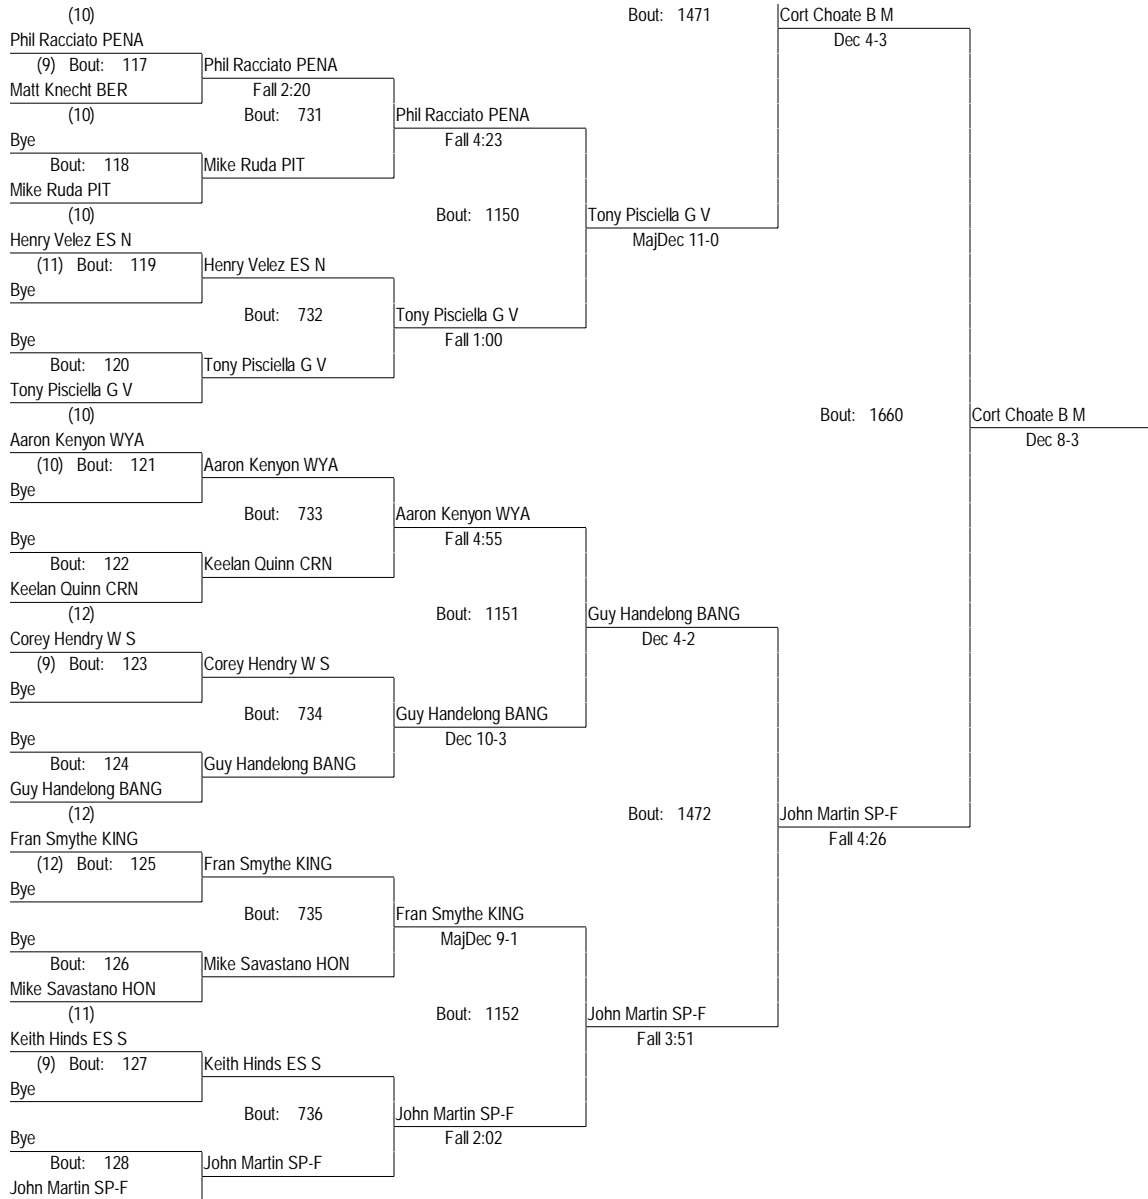 (10) Bout: 1471 Cort Choate B M
Phil Racciato PENA Dec 4-3
(9) Bout: 117 Phil Racciato PENA
Matt Knecht BER Fall 2:20
(10) Bout: 731 Phil Racciato PENA
Bye Fall 4:23
Bout: 118 Mike Ruda PIT
Mike Ruda PIT
(10) Bout: 1150 Tony Pisciella G V
Henry Velez ES N MajDec 11-0
(11) Bout: 119 Henry Velez ES N
Bye
Bout: 732 Tony Pisciella G V
Bye Fall 1:00
Bout: 120 Tony Pisciella G V
Tony Pisciella G V
(10) Bout: 1660 Cort Choate B M
Aaron Kenyon WYA Dec 8-3
(10) Bout: 121 Aaron Kenyon WYA
Bye
Bout: 733 Aaron Kenyon WYA
Bye Fall 4:55
Bout: 122 Keelan Quinn CRN
Keelan Quinn CRN
(12) Bout: 1151 Guy Handelong BANG
Corey Hendry W S Dec 4-2
(9) Bout: 123 Corey Hendry W S
Bye
Bout: 734 Guy Handelong BANG
Bye Dec 10-3
Bout: 124 Guy Handelong BANG
Guy Handelong BANG
(12) Bout: 1472 John Martin SP-F
Fran Smythe KING Fall 4:26
(12) Bout: 125 Fran Smythe KING
Bye
Bout: 735 Fran Smythe KING
Bye MajDec 9-1
Bout: 126 Mike Savastano HON
Mike Savastano HON
(11) Bout: 1152 John Martin SP-F
Keith Hinds ES S Fall 3:51
(9) Bout: 127 Keith Hinds ES S
Bye
Bout: 736 John Martin SP-F
Bye Fall 2:02
Bout: 128 John Martin SP-F
John Martin SP-F